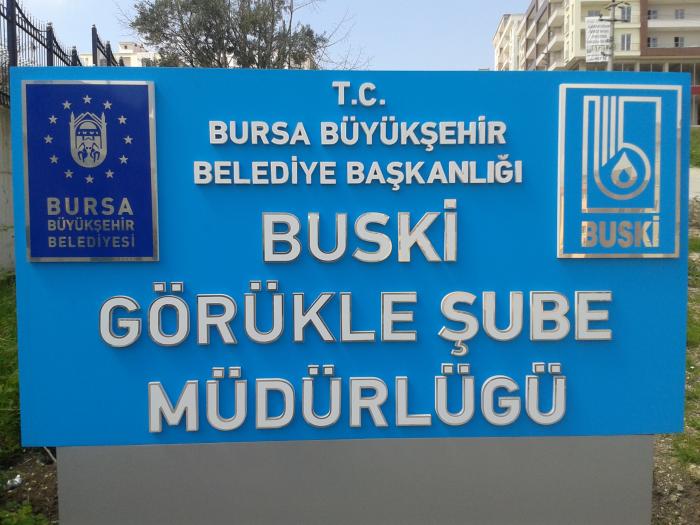 T.C.
BURSA BÜYÜKŞEHİR
BELEDİYE BAŞKANLIĞI
BUSKİ
GÖRÜKLE ŞUBE
MÜDÜRLÜĞÜ
BURSA
BÜYÜKŞEHİR
BELEDİYESİ
BUSKİ